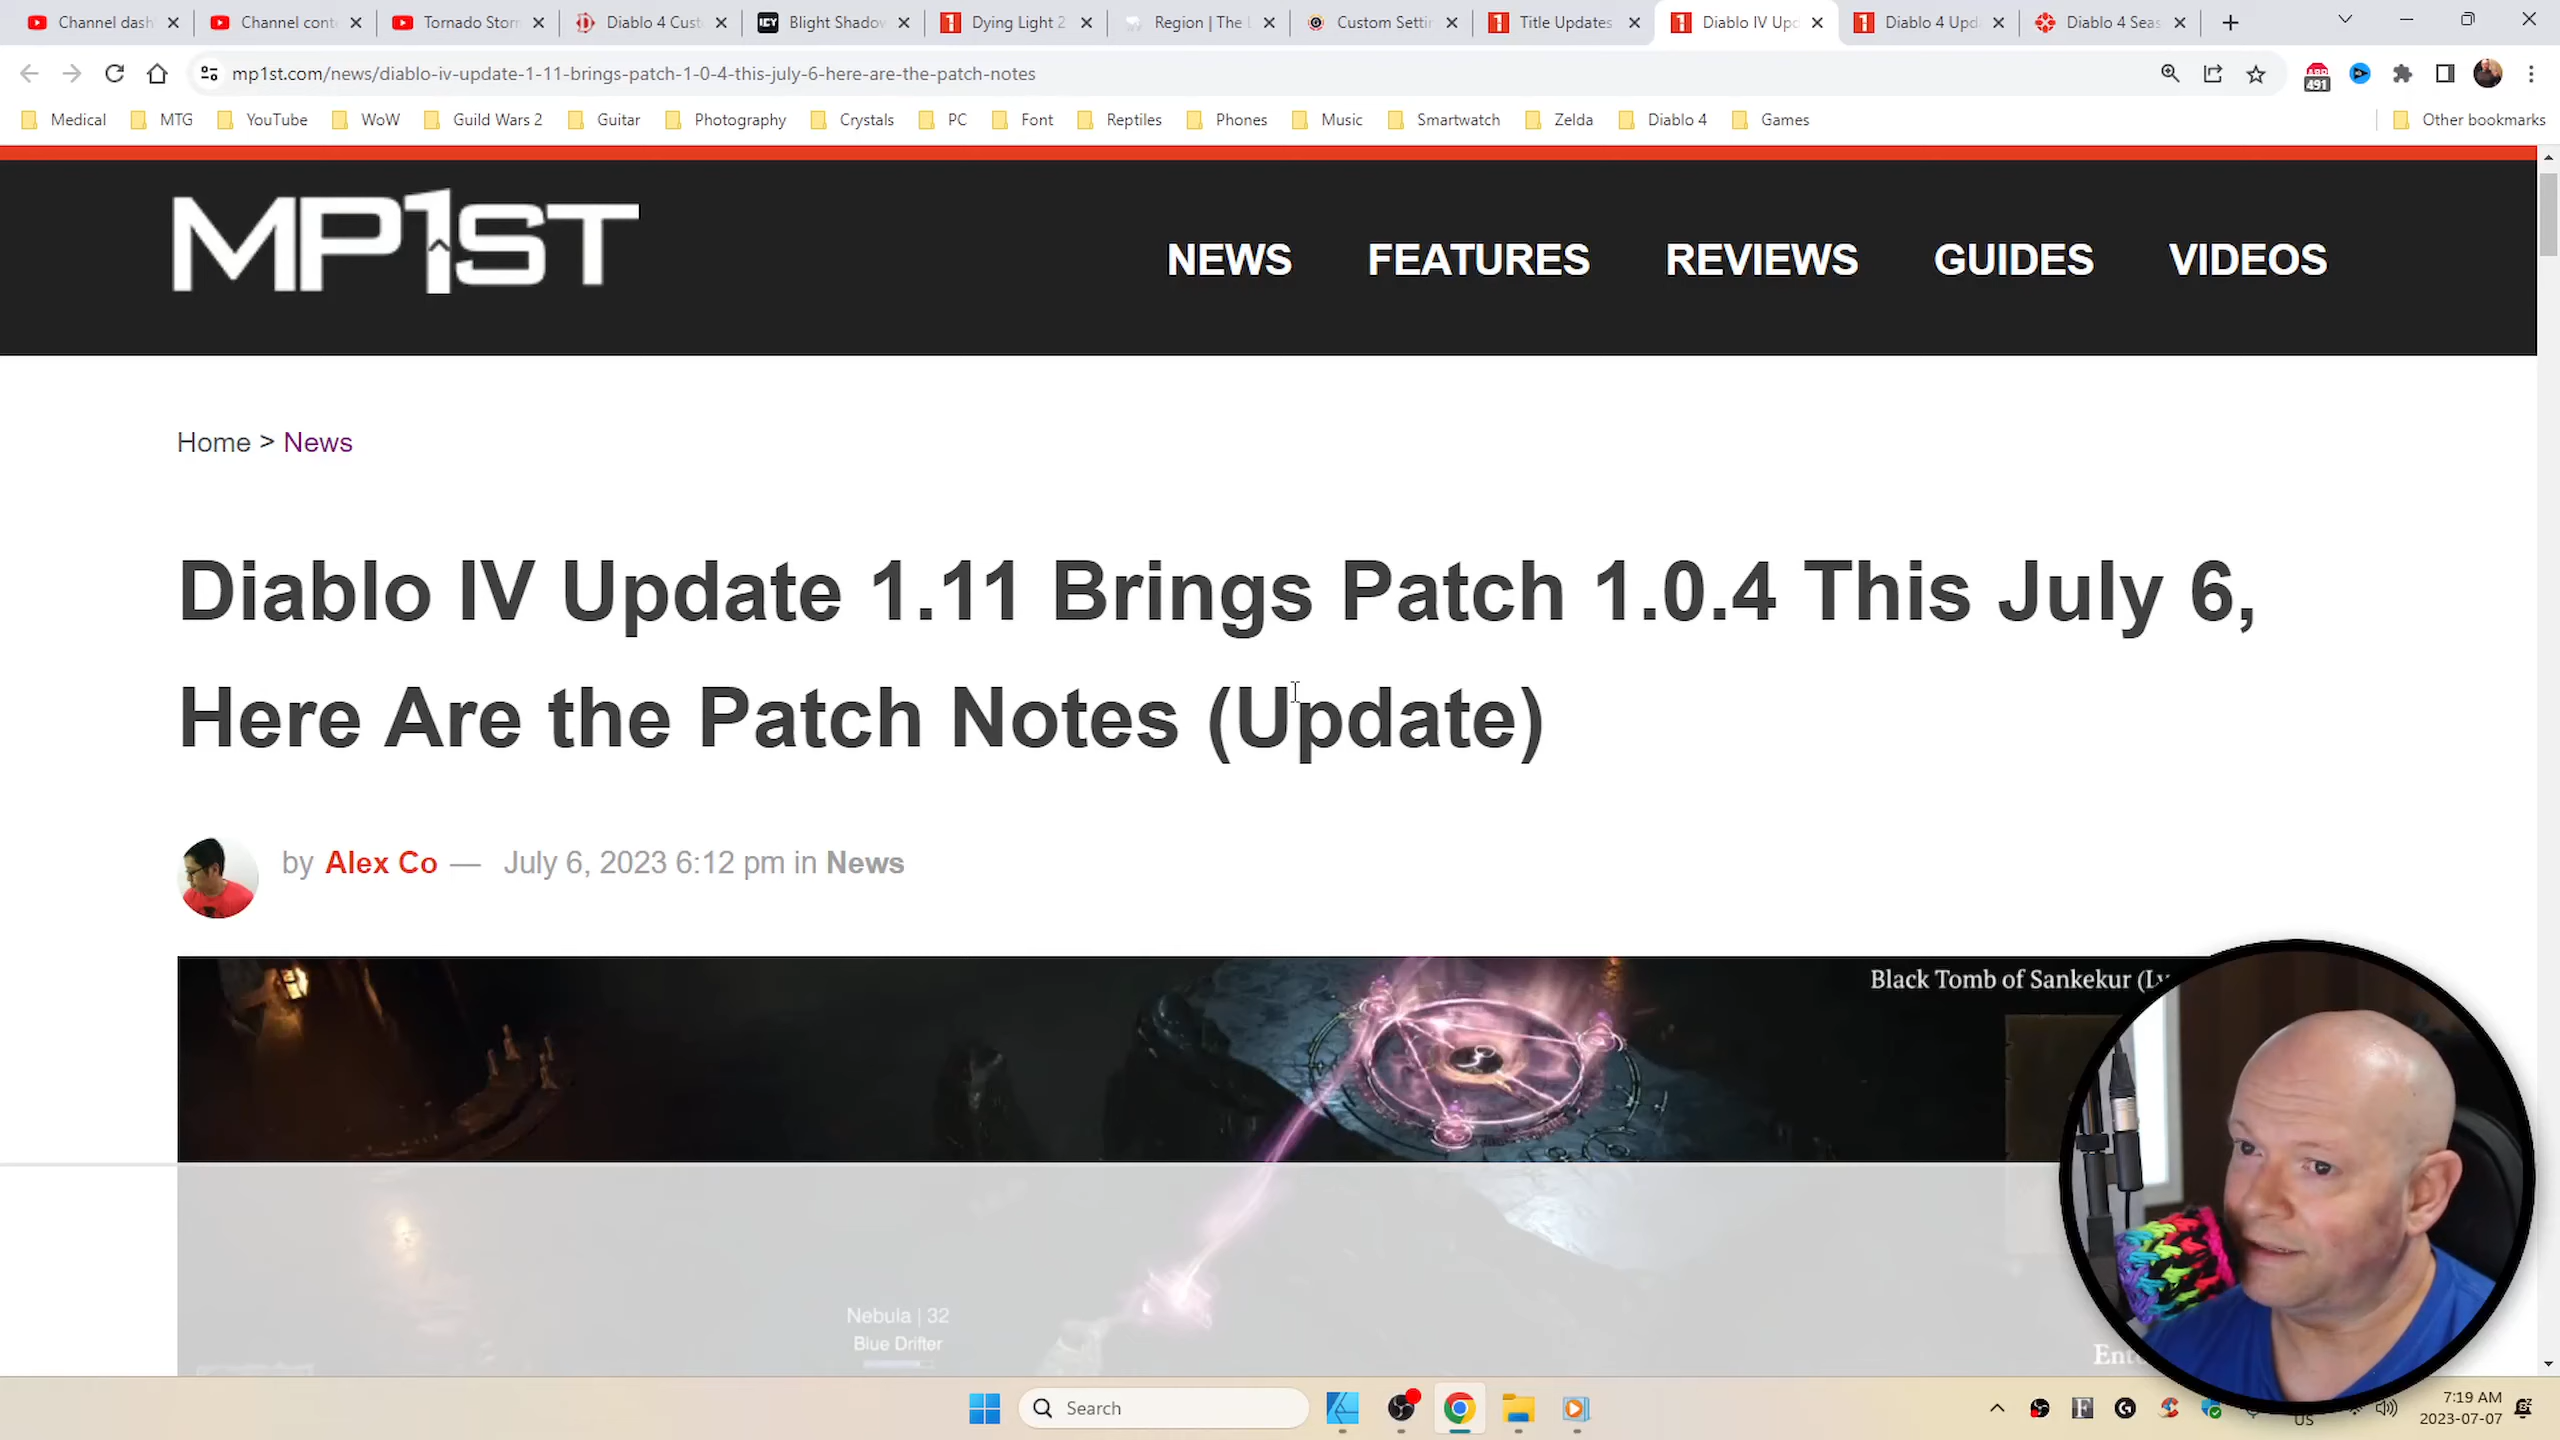 Channel dash
Channel cont
Tornado Storm
Diablo 4 Cust
Blight Shadow
Dying Light 2
Region | The L
Custom Settin
Title Updates
Diablo IV Upd
Diablo 4 Upd
Diablo 4 Seas
mp1st.com/news/diablo-iv-update-1-11-brings-patch-1-0-4-this-july-6-here-are-the-patch-notes
491
Medical
MTG
YouTube
WoW
Guild Wars 2
Guitar
Photography
Crystals
PC
Font
Reptiles
Phones
Music
Smartwatch
Zelda
Diablo 4
Games
Other bookmarks
MP1ST
NEWS
FEATURES
REVIEWS
GUIDES
VIDEOS
Home > News
Diablo IV Update 1.11 Brings Patch 1.0.4 This July 6,
Here Are the Patch Notes (Update)
by Alex Co — July 6, 2023 6:12 pm in News
Black Tomb of Sankekur (Lv
Nebula | 32
Blue Drifter
Ent
Search
US
7:19 AM
2023-07-07